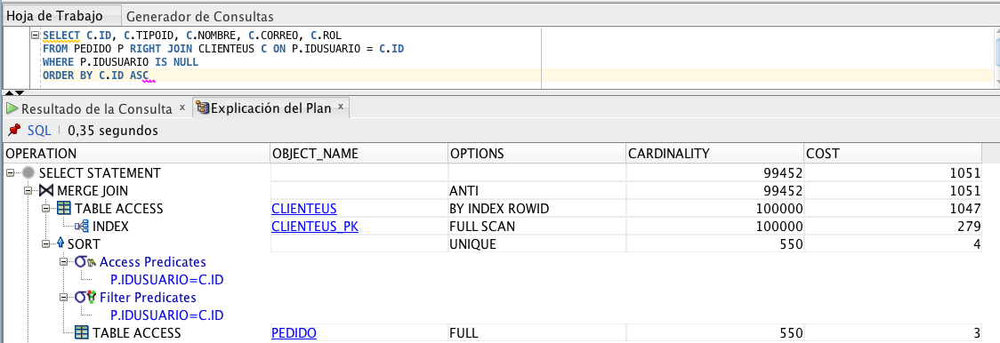 Hoja de Trabajo Generador de Consultas
SELECT C.ID, C.TIPOID, C.NOMBRE, C.CORREO, C.ROL
FROM PEDIDO P RIGHT JOIN CLIENTEUS C ON P.IDUSUARIO = C.ID
WHERE P.IDUSUARIO IS NULL
ORDER BY C.ID ASC
Resultado de la Consulta x Explicación del Plan x
SQL 0,35 segundos
OPERATION OBJECT_NAME OPTIONS CARDINALITY COST
SELECT STATEMENT 99452 1051
MERGE JOIN ANTI 99452 1051
TABLE ACCESS CLIENTEUS BY INDEX ROWID 100000 1047
INDEX CLIENTEUS_PK FULL SCAN 100000 279
SORT UNIQUE 550 4
Access Predicates
P.IDUSUARIO=C.ID
Filter Predicates
P.IDUSUARIO=C.ID
TABLE ACCESS PEDIDO FULL 550 3